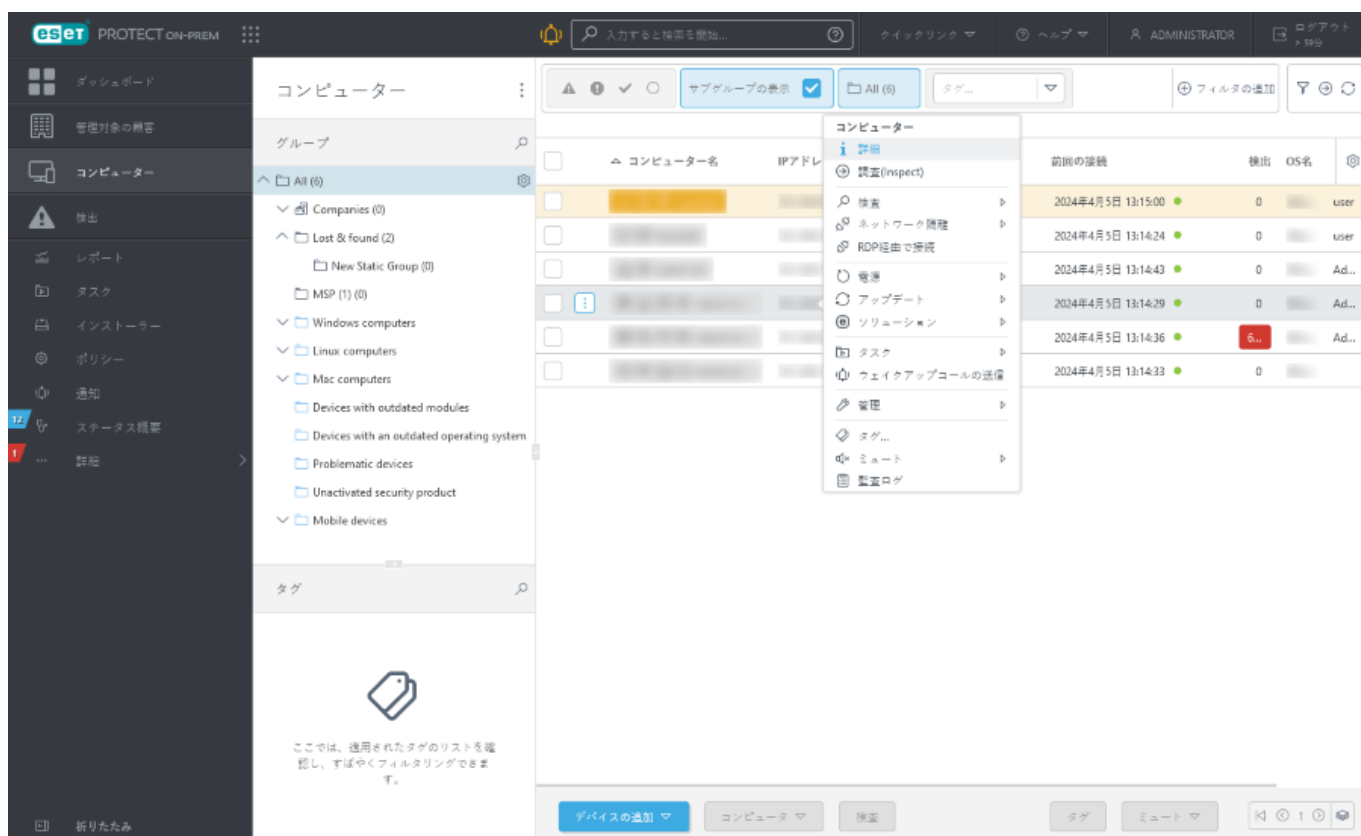 eset PROTECT ON-PREM
入力すると検索を開始...
クイックリンク
ヘルプ
ADMINISTRATOR
ログアウト
> 59分
ダッシュボード
管理対象の顧客
コンピューター
検出
レポート
タスク
インストーラー
ポリシー
通知
12
ステータス概要
1
詳細
折りたたみ
コンピューター
グループ
All (6)
Companies (0)
Lost & found (2)
New Static Group (0)
MSP (1) (0)
Windows computers
Linux computers
Mac computers
Devices with outdated modules
Devices with an outdated operating system
Problematic devices
Unactivated security product
Mobile devices
タグ
ここでは、適用されたタグのリストを確
認し、すばやくフィルタリングできま
す。
サブグループの表示
All (6)
タグ...
フィルタの追加
コンピューター名
IPアドレ
前回の接続
検出
OS名
2024年4月5日 13:15:00
0
user
2024年4月5日 13:14:24
0
user
2024年4月5日 13:14:43
0
Ad...
2024年4月5日 13:14:29
0
Ad...
2024年4月5日 13:14:36
6...
Ad...
2024年4月5日 13:14:33
0
コンピューター
詳細
調査(Inspect)
検査
ネットワーク隔離
RDP経由で接続
電源
アップデート
ソリューション
タスク
ウェイクアップコールの送信
管理
タグ...
ミュート
監査ログ
デバイスの追加
コンピュータ
検査
タグ
ミュート
1